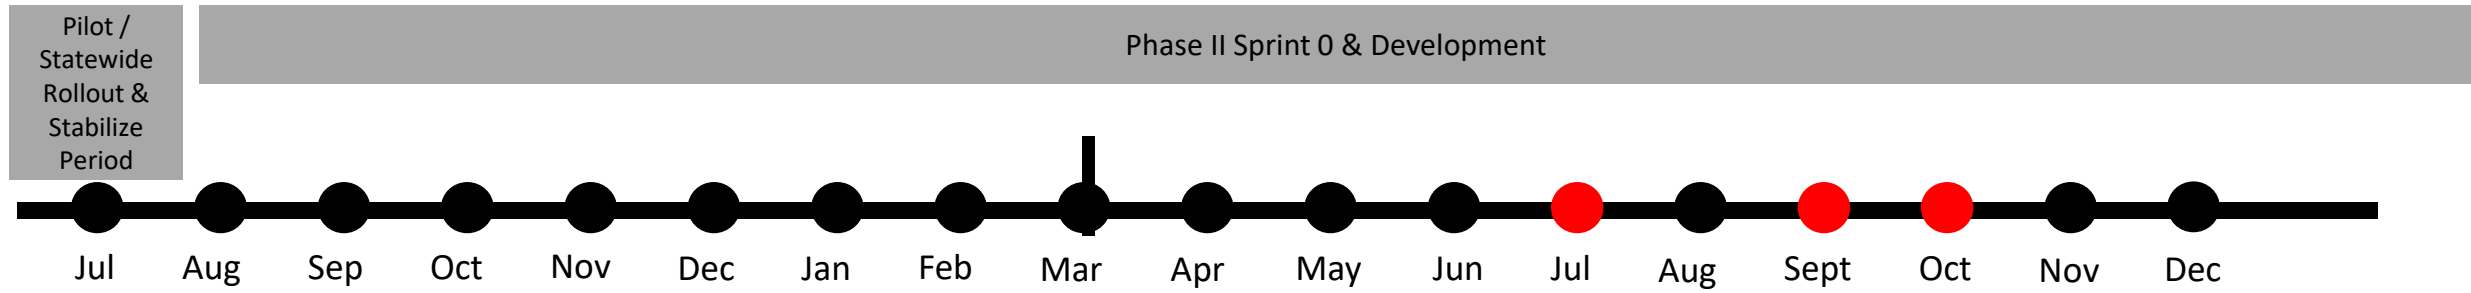 Pilot /
Statewide
Rollout &
Stabilize
Period
Phase II Sprint 0 & Development
Jul Aug Sep Oct Nov Dec Jan Feb Mar Apr May Jun Jul Aug Sept Oct Nov Dec